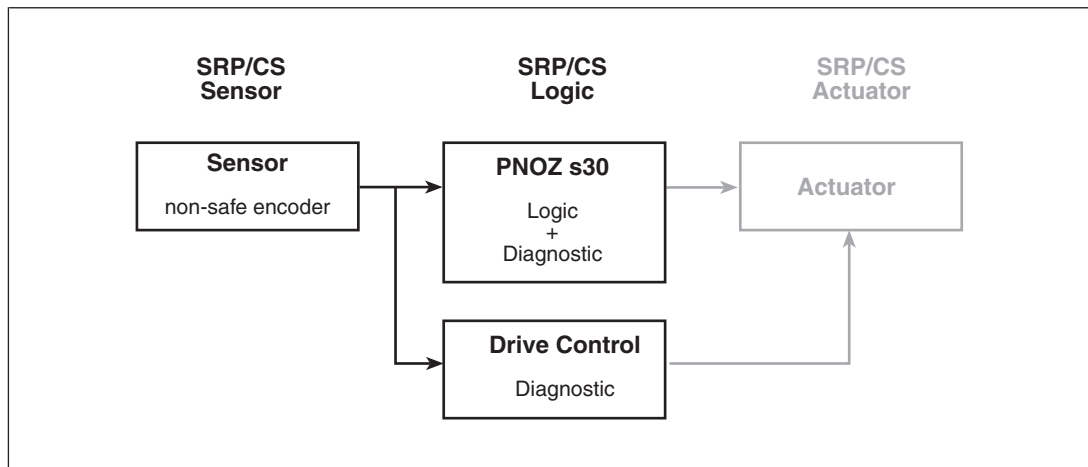 SRP/CS
Sensor
SRP/CS
Logic
SRP/CS
Actuator
Sensor
non-safe encoder
PNOZ s30
Logic
+
Diagnostic
Actuator
Drive Control
Diagnostic